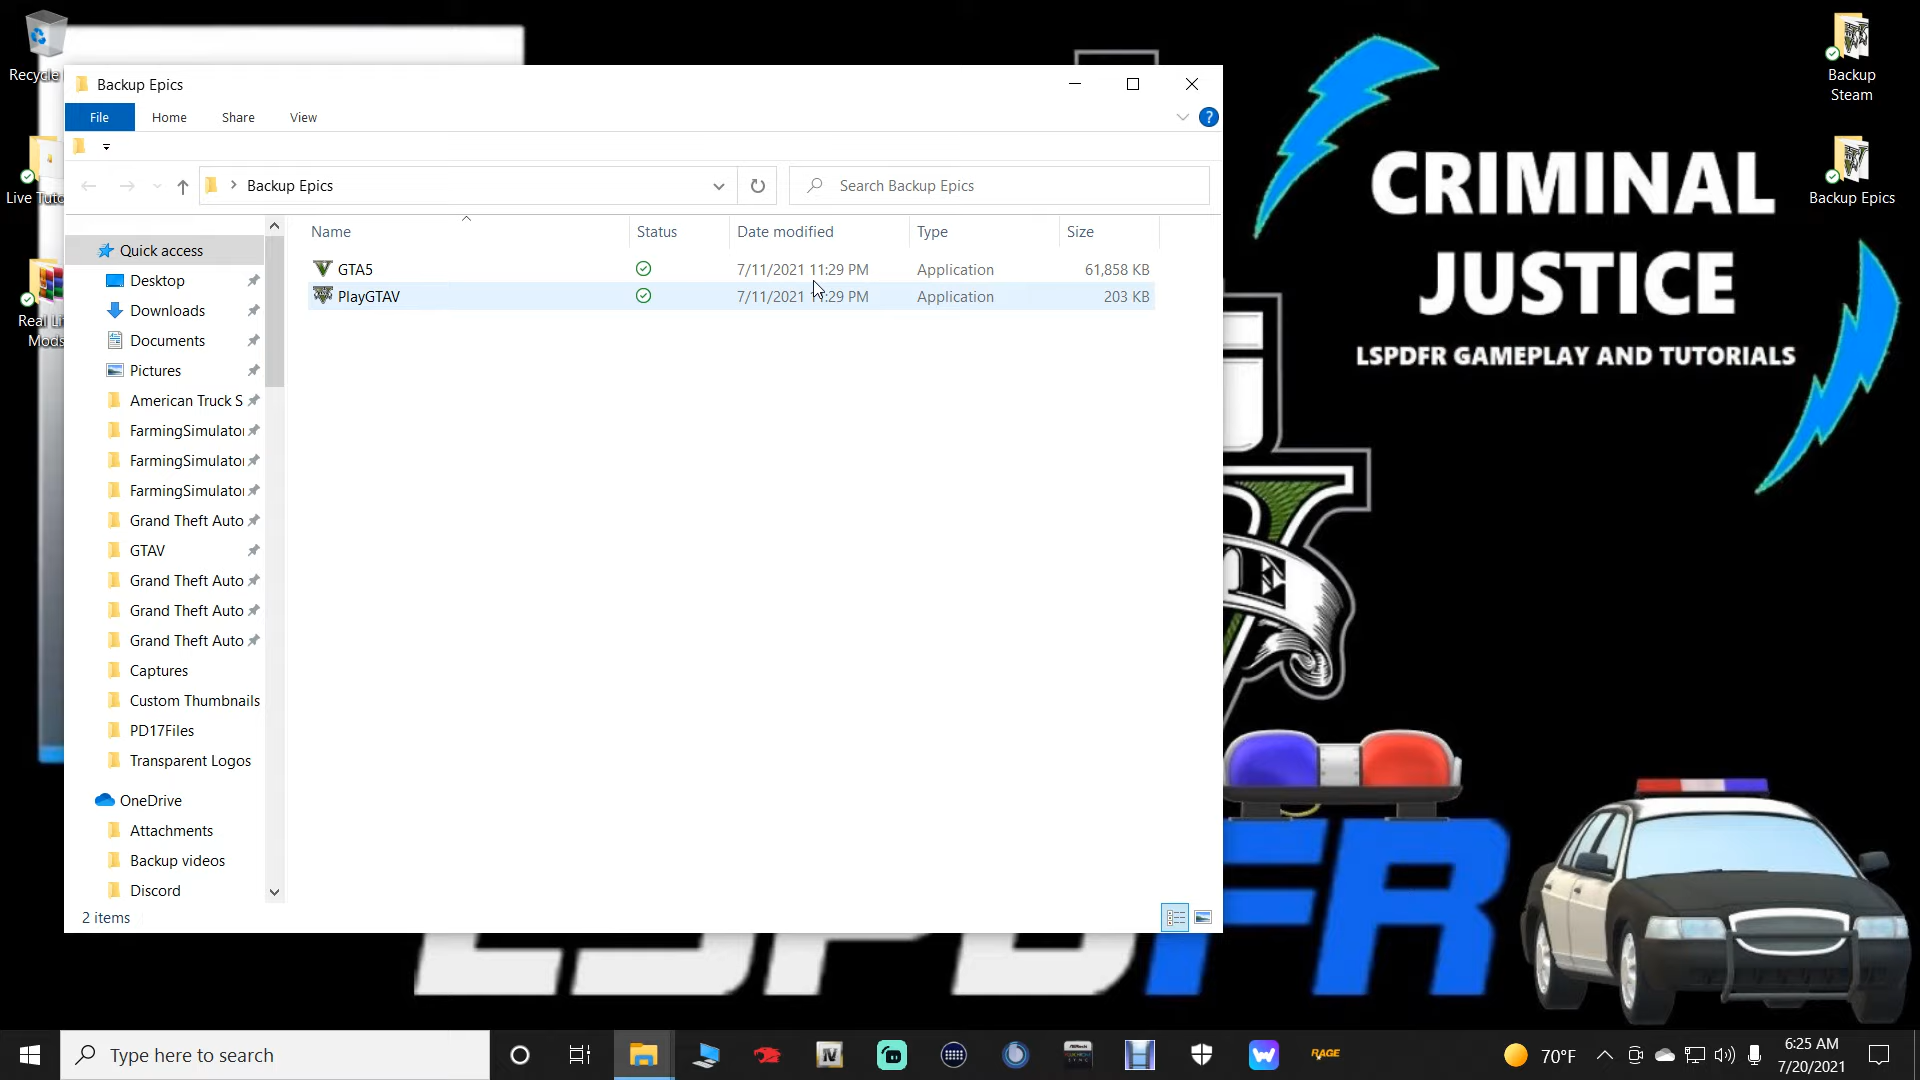 Recycle
Live Tuto
Real Li
Mods
Backup Epics
File
Home
Share
View
?
Backup Epics
Search Backup Epics
Name
Status
Date modified
Type
Size
GTA5
7/11/2021 11:29 PM
Application
61,858 KB
PlayGTAV
7/11/2021 11:29 PM
Application
203 KB
Quick access
Desktop
Downloads
Documents
Pictures
American Truck S
FarmingSimulator
FarmingSimulator
FarmingSimulator
Grand Theft Auto
GTAV
Grand Theft Auto
Grand Theft Auto
Grand Theft Auto
Captures
Custom Thumbnails
PD17Files
Transparent Logos
OneDrive
Attachments
Backup videos
Discord
2 items
CRIMINAL
JUSTICE
LSPDFR GAMEPLAY AND TUTORIALS
Backup
Steam
Backup Epics
LSPDFR
Type here to search
RAGE
70°F
6:25 AM
7/20/2021